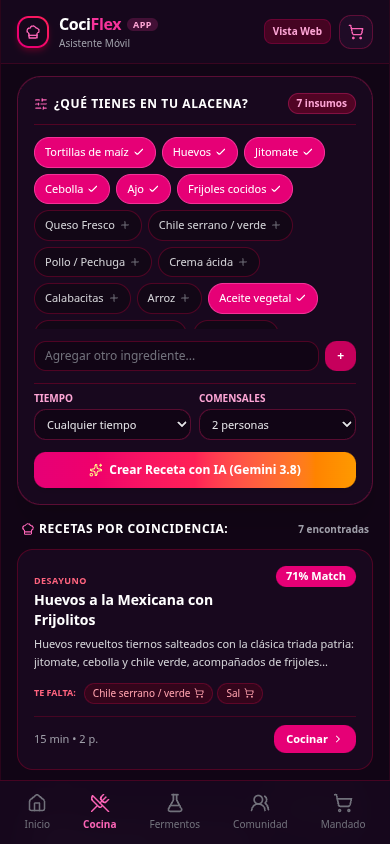 CociFlex APP
Asistente Móvil
Vista Web
¿QUÉ TIENES EN TU ALACENA?
7 insumos
Tortillas de maíz
Huevos
Jitomate
Cebolla
Ajo
Frijoles cocidos
Queso Fresco
Chile serrano / verde
Pollo / Pechuga
Crema ácida
Calabacitas
Arroz
Aceite vegetal
Agregar otro ingrediente...
+
TIEMPO
COMENSALES
Cualquier tiempo
2 personas
Crear Receta con IA (Gemini 3.8)
RECETAS POR COINCIDENCIA:
7 encontradas
71% Match
DESAYUNO
Huevos a la Mexicana con
Frijolitos
Huevos revueltos tiernos salteados con la clásica triada patria:
jitomate, cebolla y chile verde, acompañados de frijoles...
TE FALTA:
Chile serrano / verde
Sal
15 min • 2 p.
Cocinar
Inicio
Cocina
Fermentos
Comunidad
Mandado